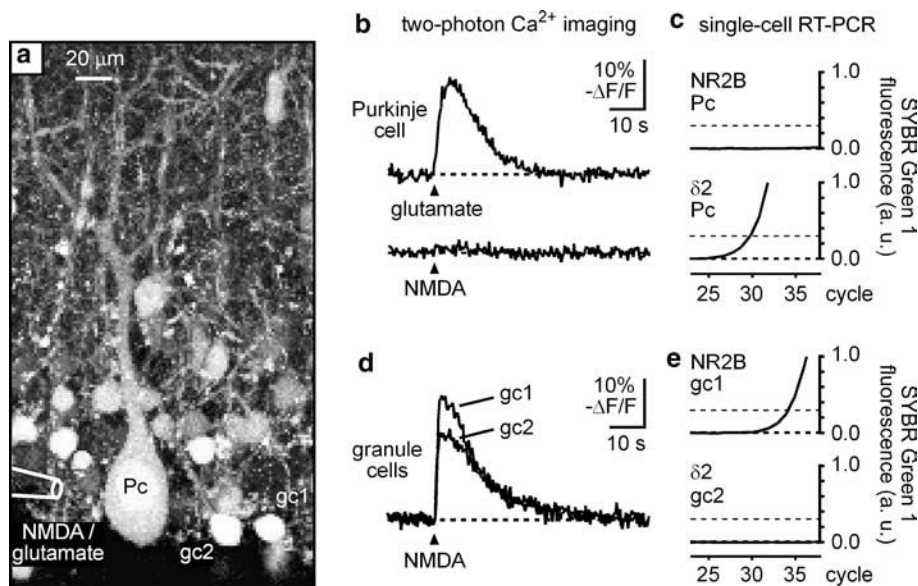 a
20 μm
Pc
gc1
gc2
NMDA /
glutamate
b two-photon Ca²⁺ imaging
10%
-ΔF/F
10 s
Purkinje
cell
glutamate
NMDA
c single-cell RT-PCR
NR2B
Pc
1.0
0.0
δ2
Pc
1.0
0.0
25 30 35 cycle
SYBR Green 1
fluorescence (a. u.)
d
gc1
gc2
10%
-ΔF/F
10 s
granule
cells
NMDA
e
NR2B
gc1
1.0
0.0
δ2
gc2
1.0
0.0
25 30 35 cycle
SYBR Green 1
fluorescence (a. u.)